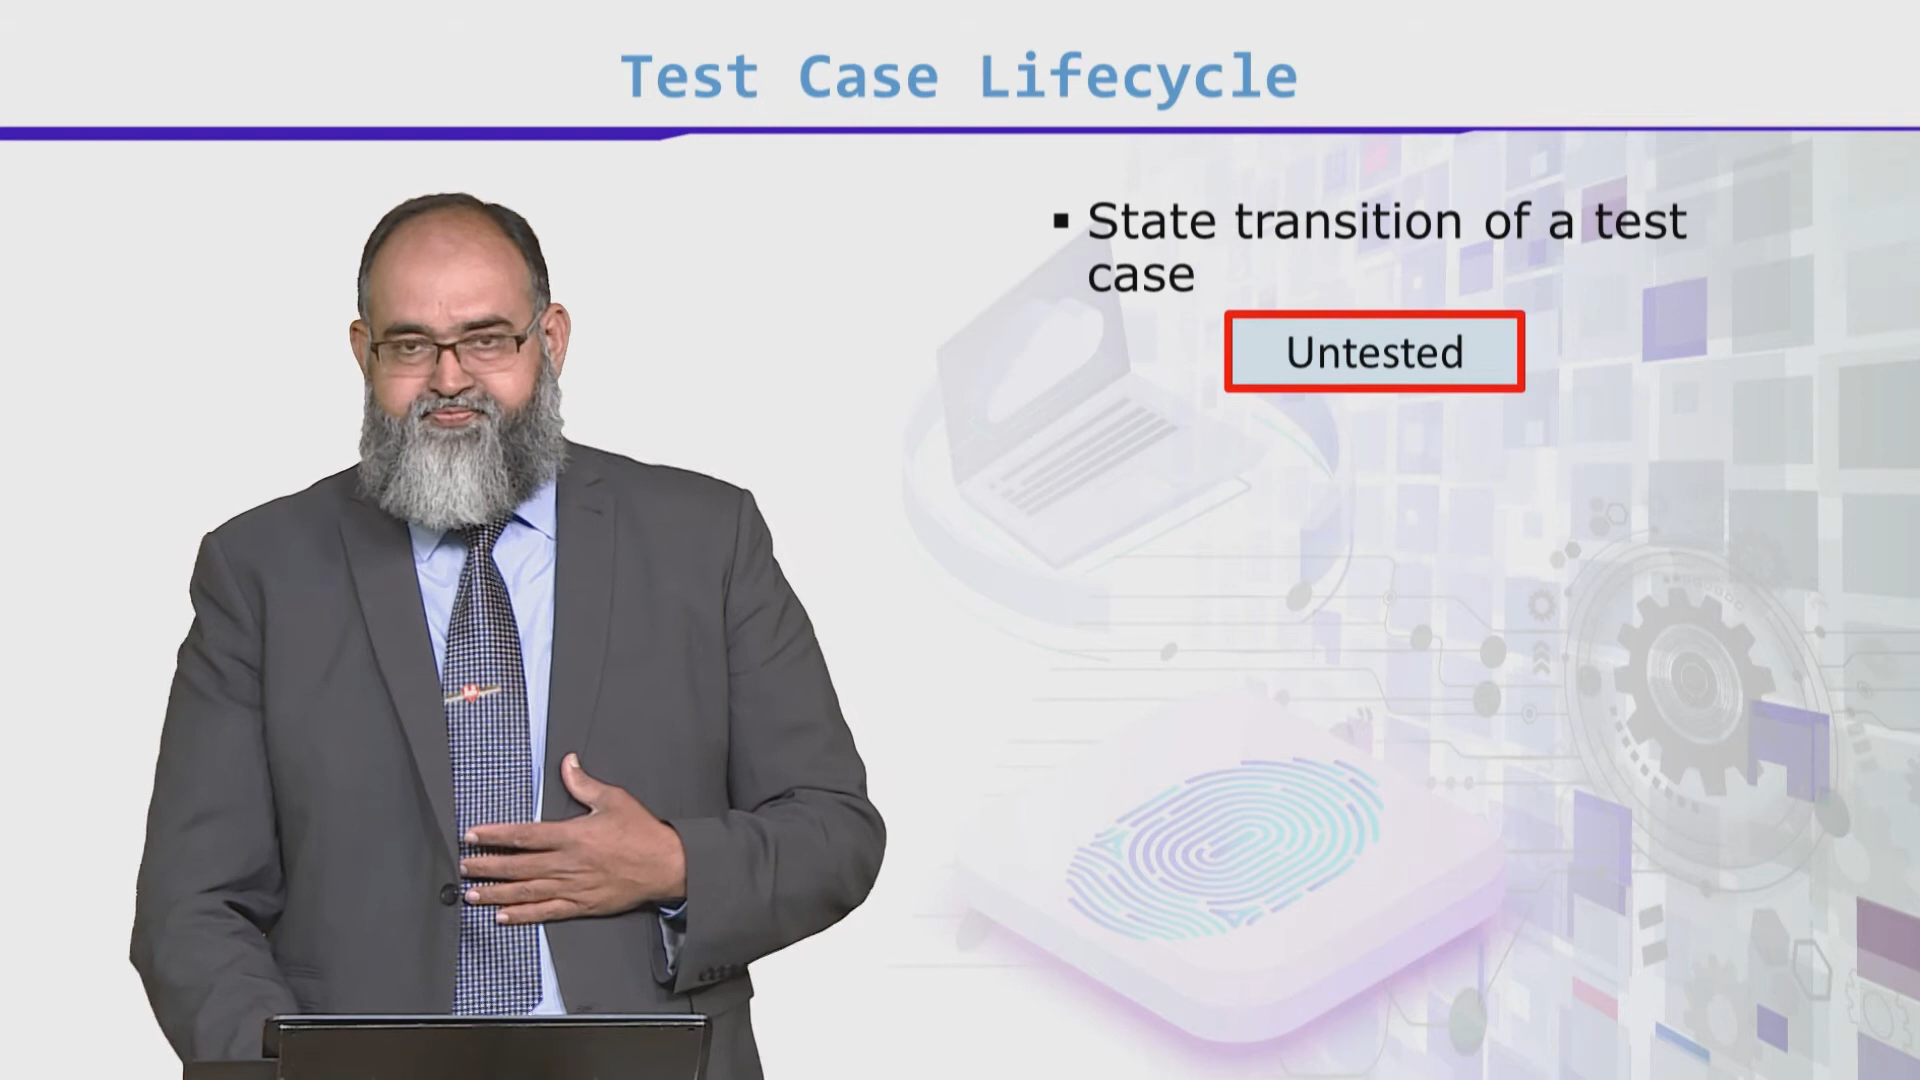 Test Case Lifecycle
▪ State transition of a test
case
Untested